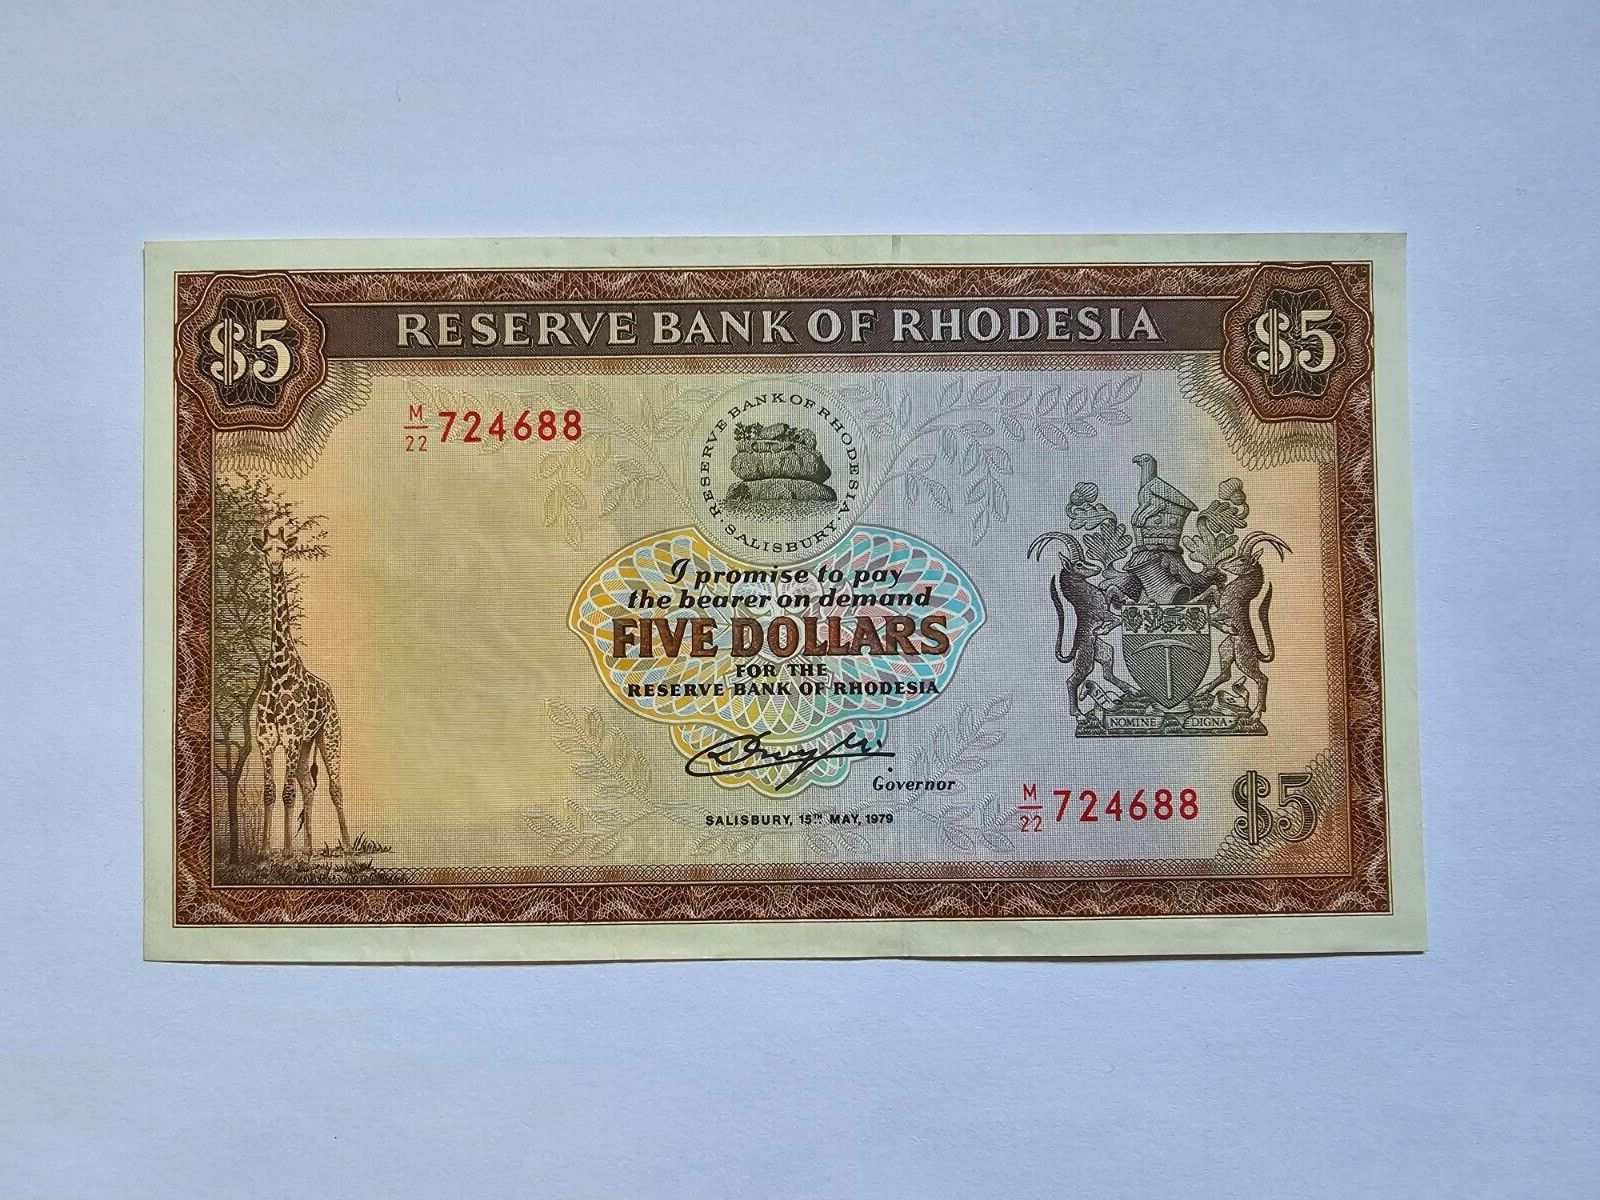 $5
RESERVE BANK OF RHODESIA
$5
M/22 724688
RESERVE BANK OF RHODESIA
· SALISBURY ·
I promise to pay
the bearer on demand
FIVE DOLLARS
FOR THE
RESERVE BANK OF RHODESIA
SIT NOMINE DIGNA
Governor
SALISBURY, 15TH MAY, 1979
M/22 724688
$5